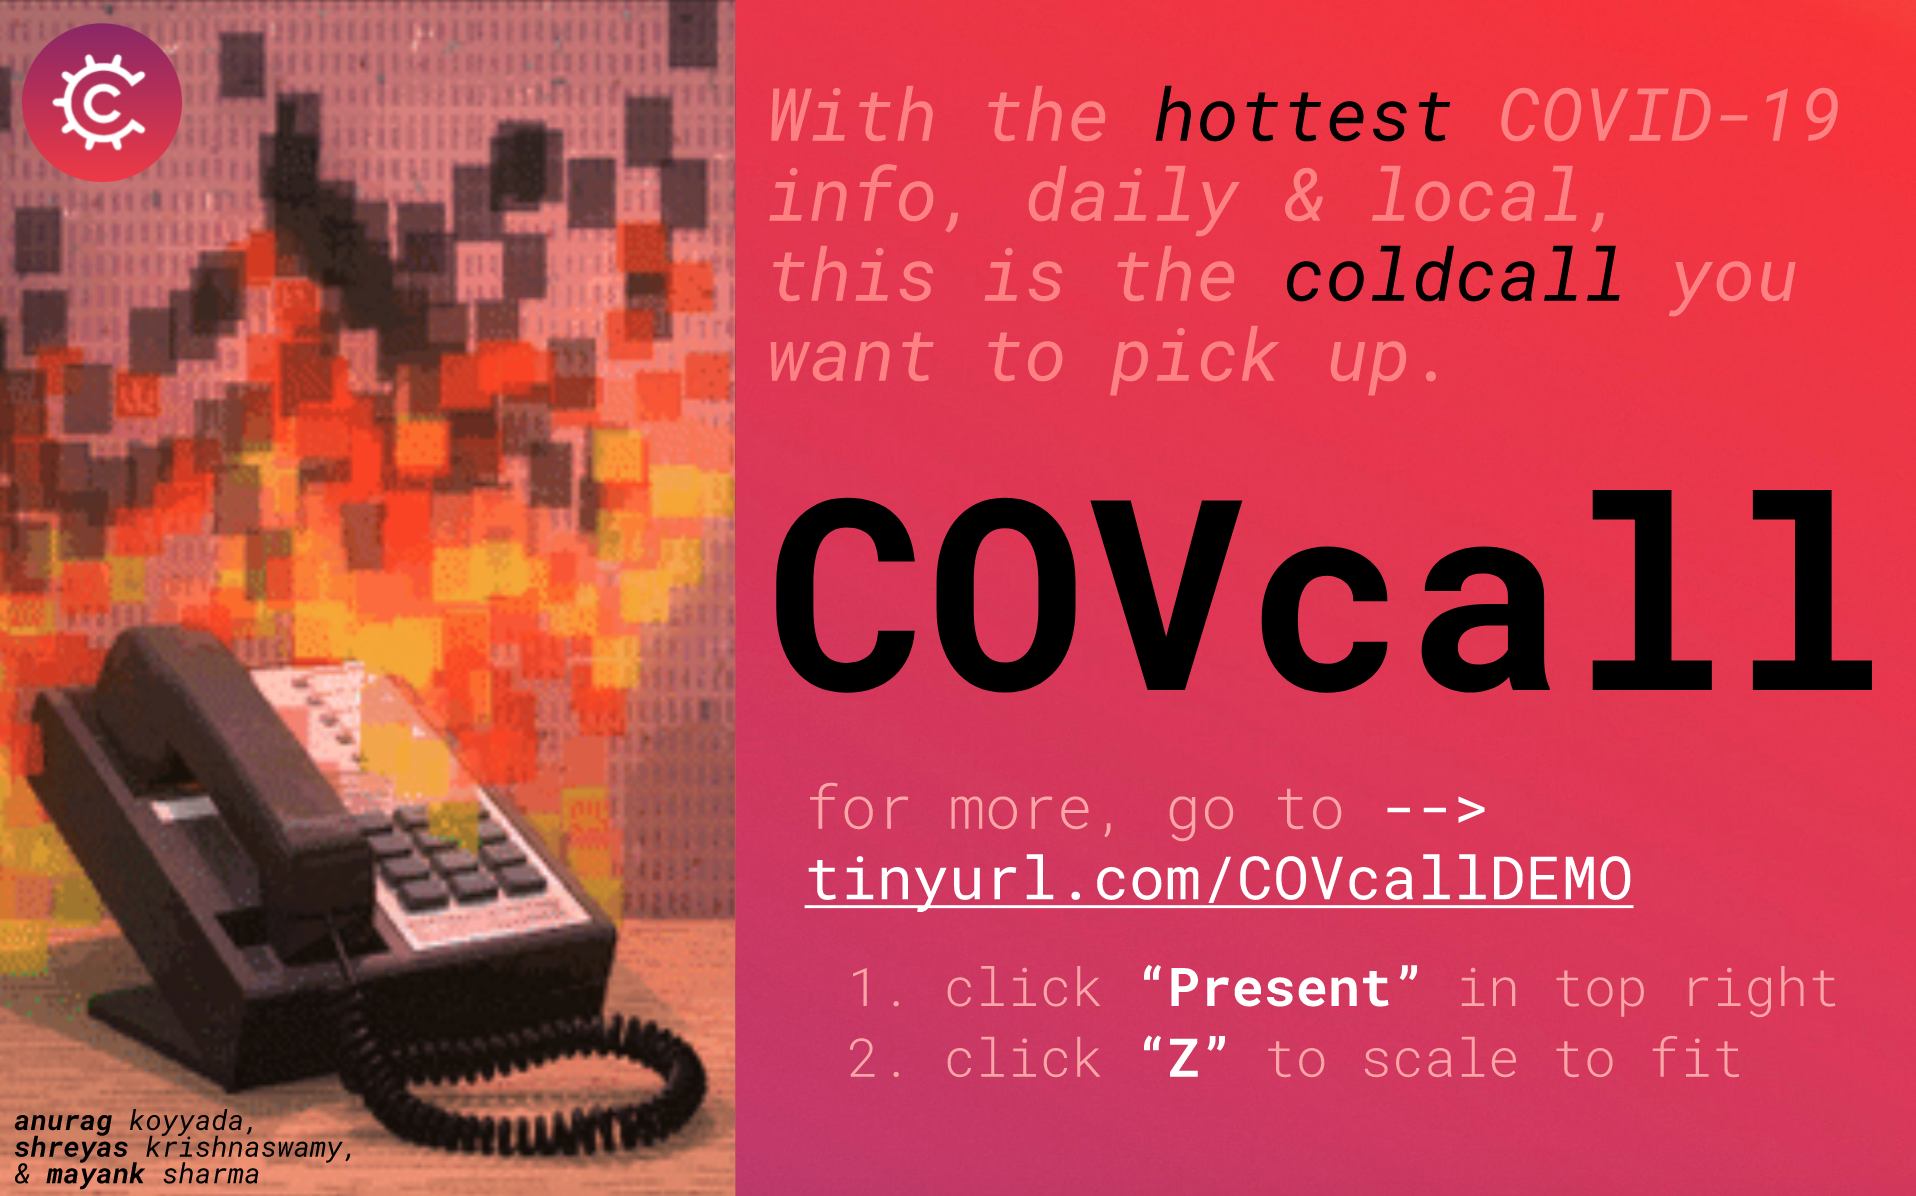 With the hottest COVID-19
info, daily & local,
this is the coldcall you
want to pick up.
COVcall
for more, go to -->
tinyurl.com/COVcallDEMO
1. click “Present” in top right
2. click “Z” to scale to fit
anurag koyyada,
shreyas krishnaswamy,
& mayank sharma